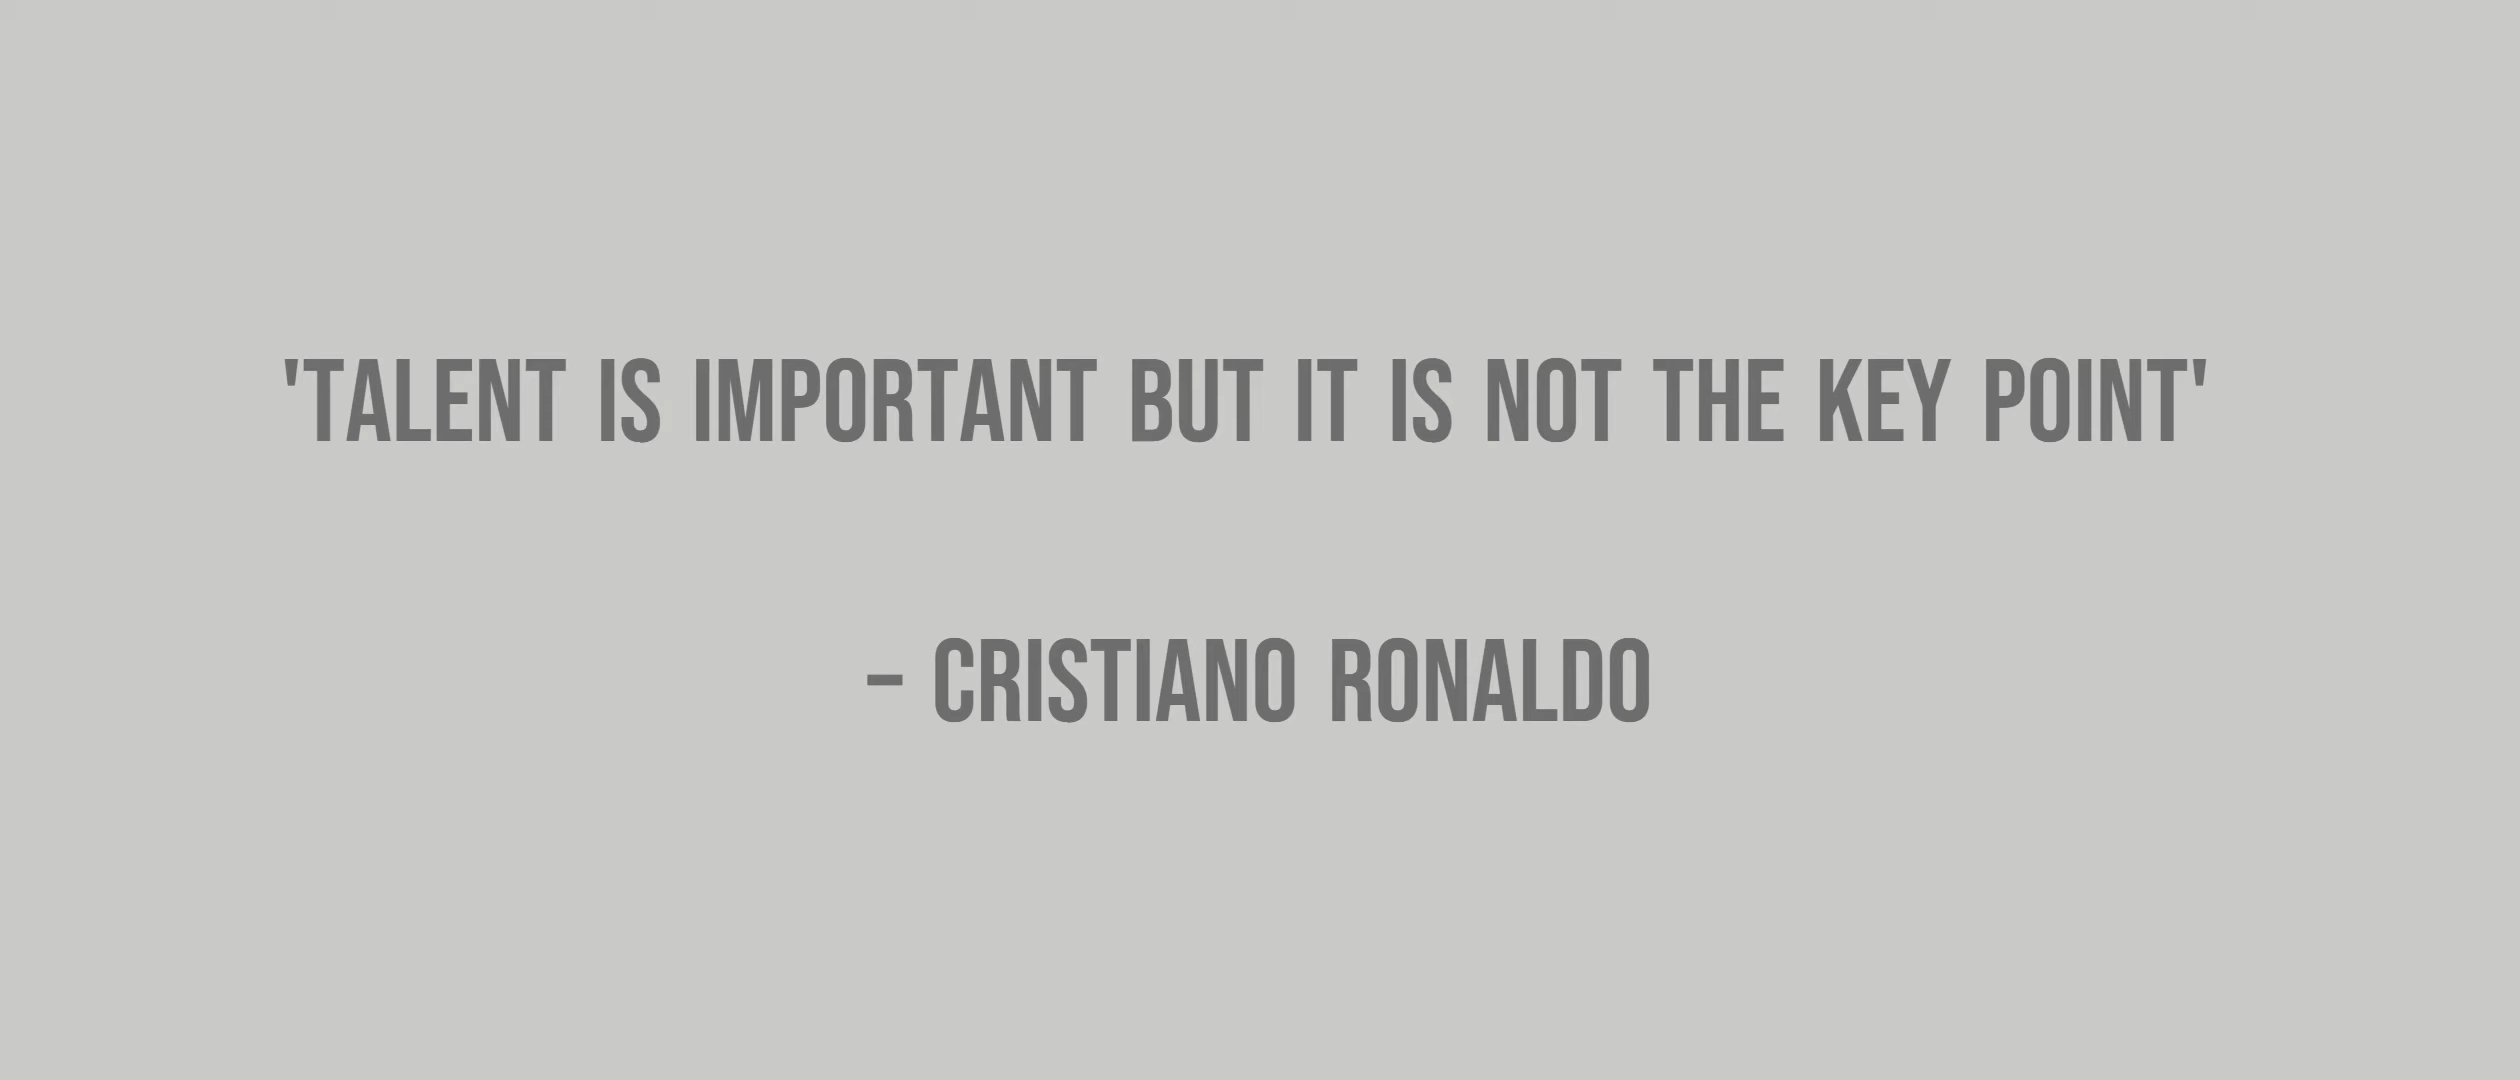 'TALENT IS IMPORTANT BUT IT IS NOT THE KEY POINT'
– CRISTIANO RONALDO